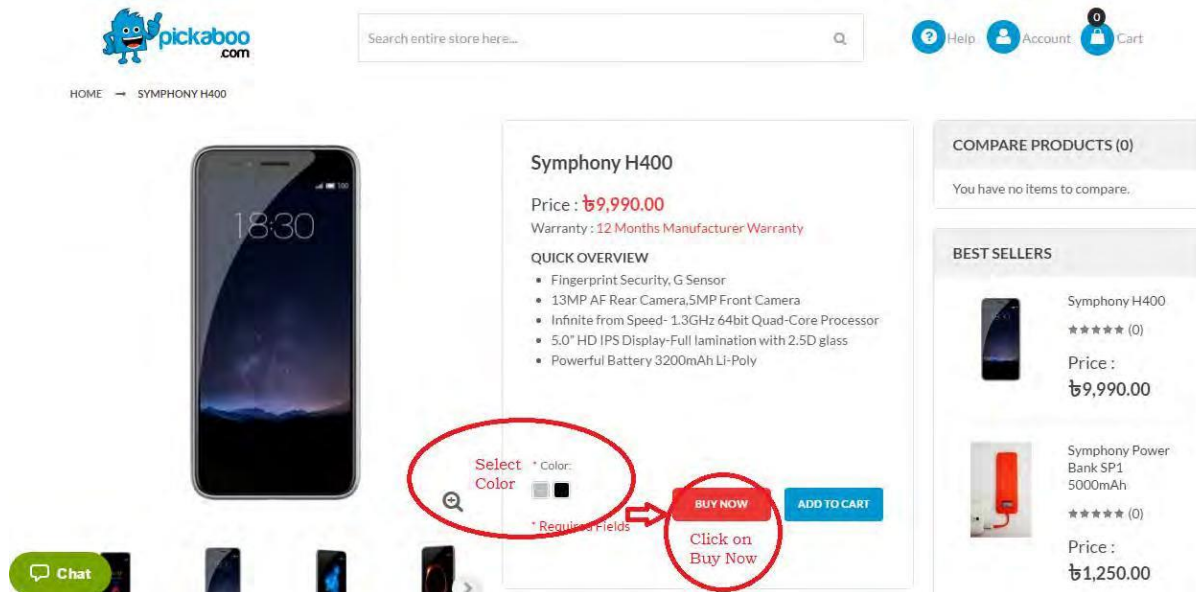 pickaboo
.com
Search entire store here...
? Help
Account
0
Cart
HOME → SYMPHONY H400
18:30
100
Symphony H400
Price : ৳9,990.00
Warranty : 12 Months Manufacturer Warranty
QUICK OVERVIEW
• Fingerprint Security, G Sensor
• 13MP AF Rear Camera,5MP Front Camera
• Infinite from Speed- 1.3GHz 64bit Quad-Core Processor
• 5.0" HD IPS Display-Full lamination with 2.5D glass
• Powerful Battery 3200mAh Li-Poly
Select
Color
* Color:
* Required Fields
BUY NOW
ADD TO CART
Click on
Buy Now
COMPARE PRODUCTS (0)
You have no items to compare.
BEST SELLERS
Symphony H400
(0)
Price :
৳9,990.00
Symphony Power
Bank SP1
5000mAh
(0)
Price :
৳1,250.00
Chat